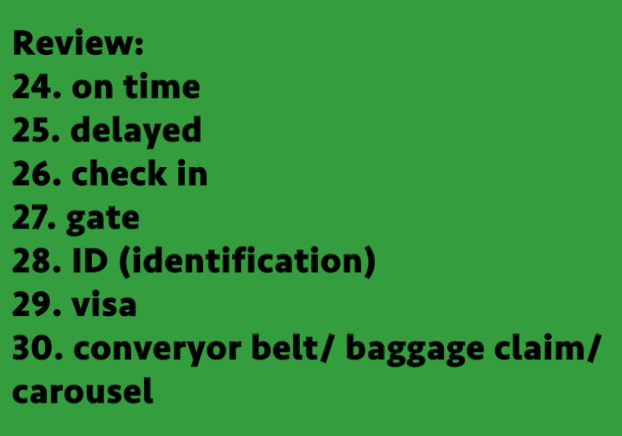 Review:
24. on time
25. delayed
26. check in
27. gate
28. ID (identification)
29. visa
30. converyor belt/ baggage claim/
carousel